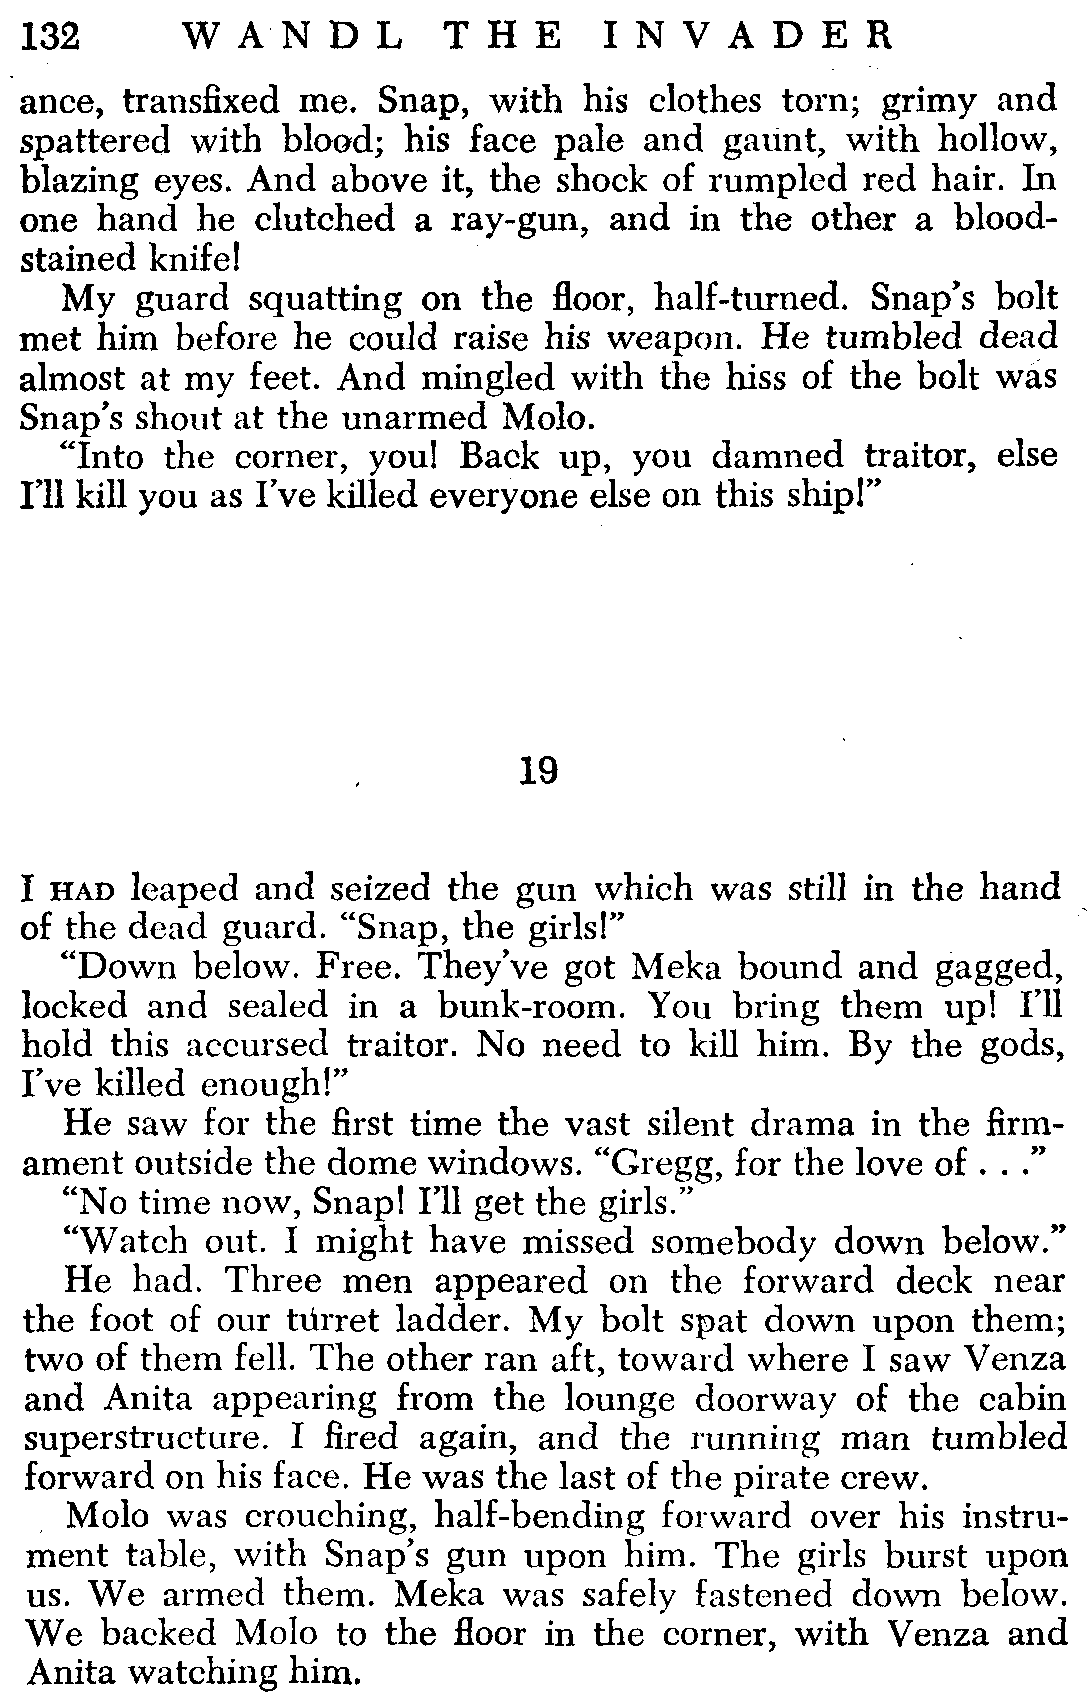 132 WANDL THE INVADER
ance, transfixed me. Snap, with his clothes torn; grimy and
spattered with blood; his face pale and gaunt, with hollow,
blazing eyes. And above it, the shock of rumpled red hair. In
one hand he clutched a ray-gun, and in the other a blood-
stained knife!
My guard squatting on the floor, half-turned. Snap's bolt
met him before he could raise his weapon. He tumbled dead
almost at my feet. And mingled with the hiss of the bolt was
Snap's shout at the unarmed Molo.
“Into the corner, you! Back up, you damned traitor, else
I'll kill you as I've killed everyone else on this ship!”
19
I HAD leaped and seized the gun which was still in the hand
of the dead guard. “Snap, the girls!”
“Down below. Free. They've got Meka bound and gagged,
locked and sealed in a bunk-room. You bring them up! I'll
hold this accursed traitor. No need to kill him. By the gods,
I've killed enough!”
He saw for the first time the vast silent drama in the firm-
ament outside the dome windows. “Gregg, for the love of . . .”
“No time now, Snap! I'll get the girls.”
“Watch out. I might have missed somebody down below.”
He had. Three men appeared on the forward deck near
the foot of our turret ladder. My bolt spat down upon them;
two of them fell. The other ran aft, toward where I saw Venza
and Anita appearing from the lounge doorway of the cabin
superstructure. I fired again, and the running man tumbled
forward on his face. He was the last of the pirate crew.
Molo was crouching, half-bending forward over his instru-
ment table, with Snap's gun upon him. The girls burst upon
us. We armed them. Meka was safely fastened down below.
We backed Molo to the floor in the corner, with Venza and
Anita watching him.